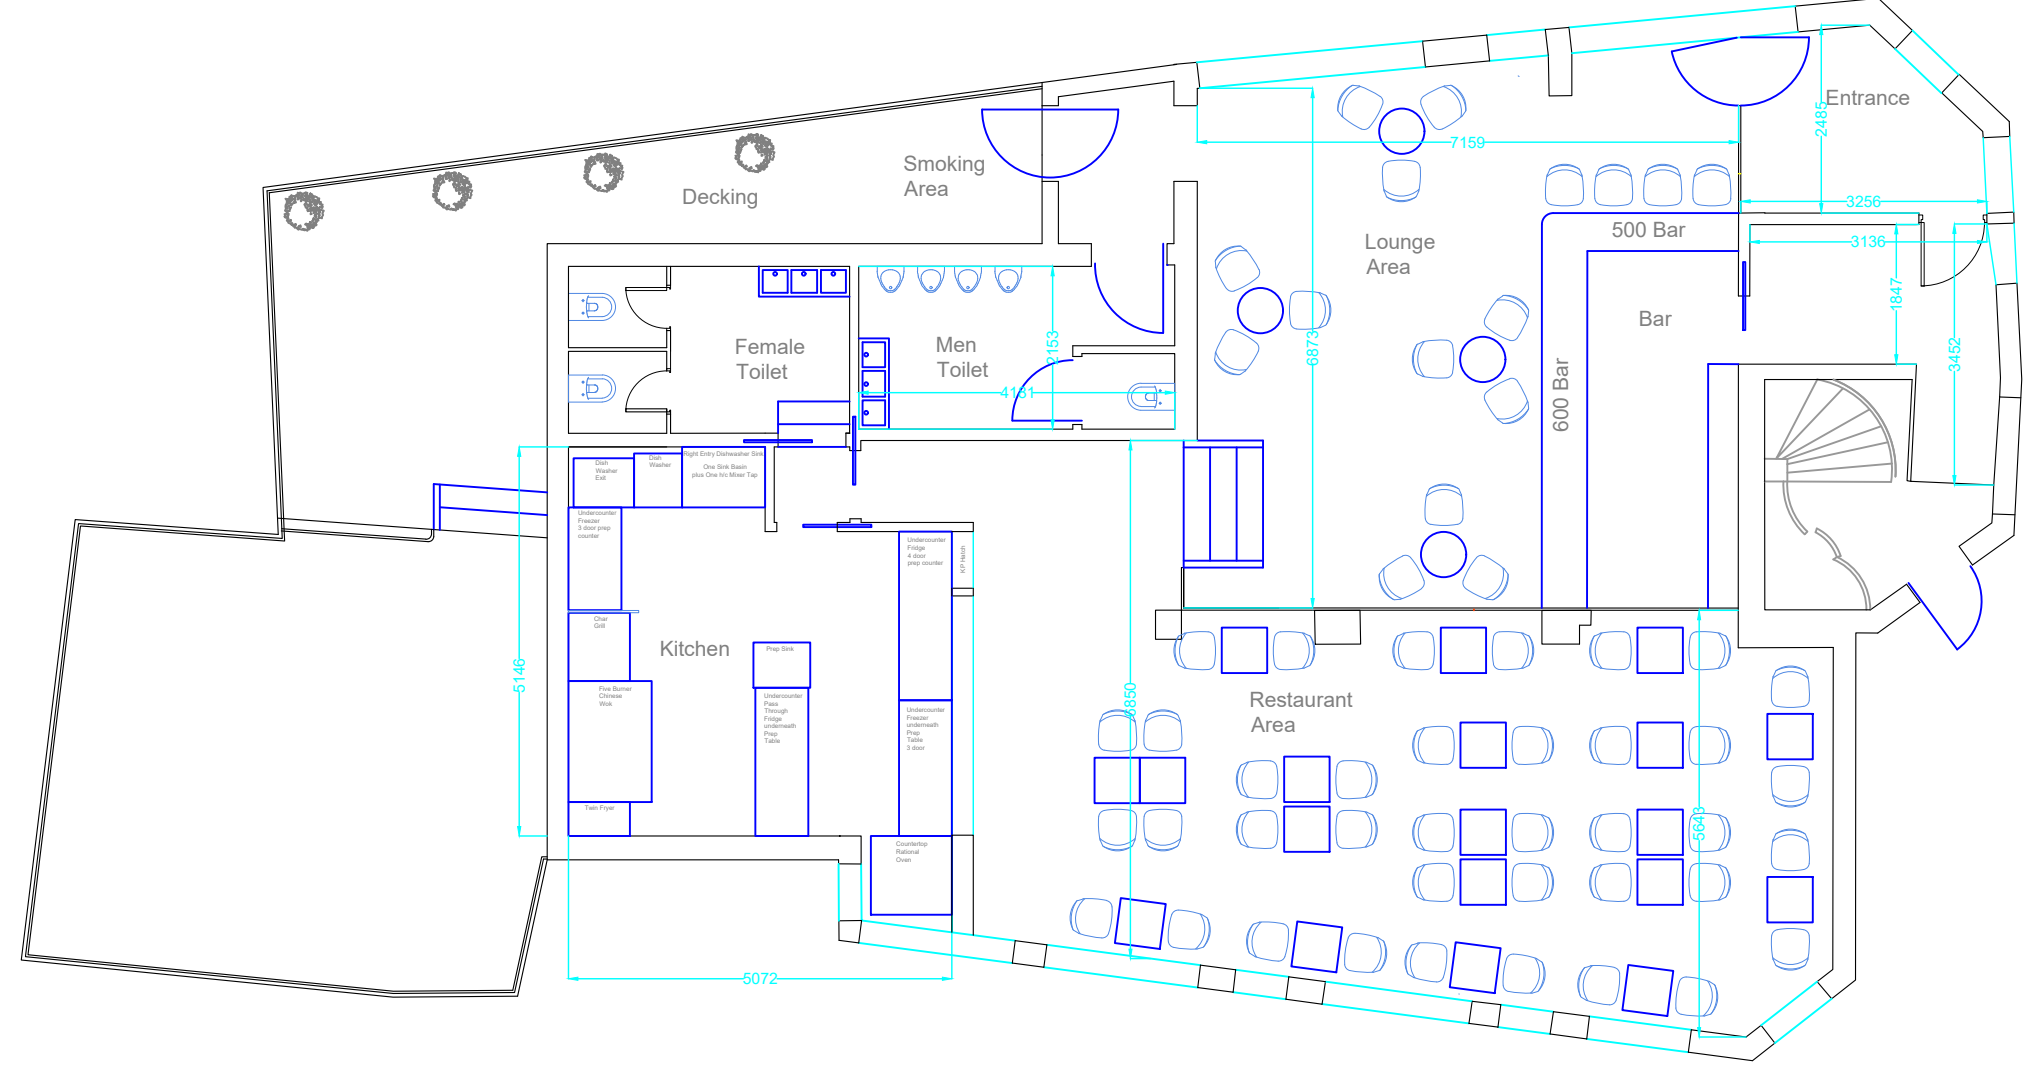 Entrance
2485
7159
Smoking
Area
Decking
3256
500 Bar
3136
Lounge
Area
1847
Bar
3452
Female
Toilet
Men
Toilet
2153
4131
6873
600 Bar
Dish
Washer
Exit
Dish
Washer
Right Entry Dishwasher Sink
One Sink Basin
plus One h/c Mixer Tap
Undercounter
Freezer
3 door prep
counter
Undercounter
Fridge
4 door
prep counter
KP Hatch
Char
Grill
Kitchen
Prep Sink
5146
Five Burner
Chinese
Wok
Undercounter
Pass
Through
Fridge
underneath
Prep
Table
Undercounter
Freezer
underneath
Prep
Table
3 door
6850
Restaurant
Area
Twin Fryer
5643
Countertop
Rational
Oven
5072